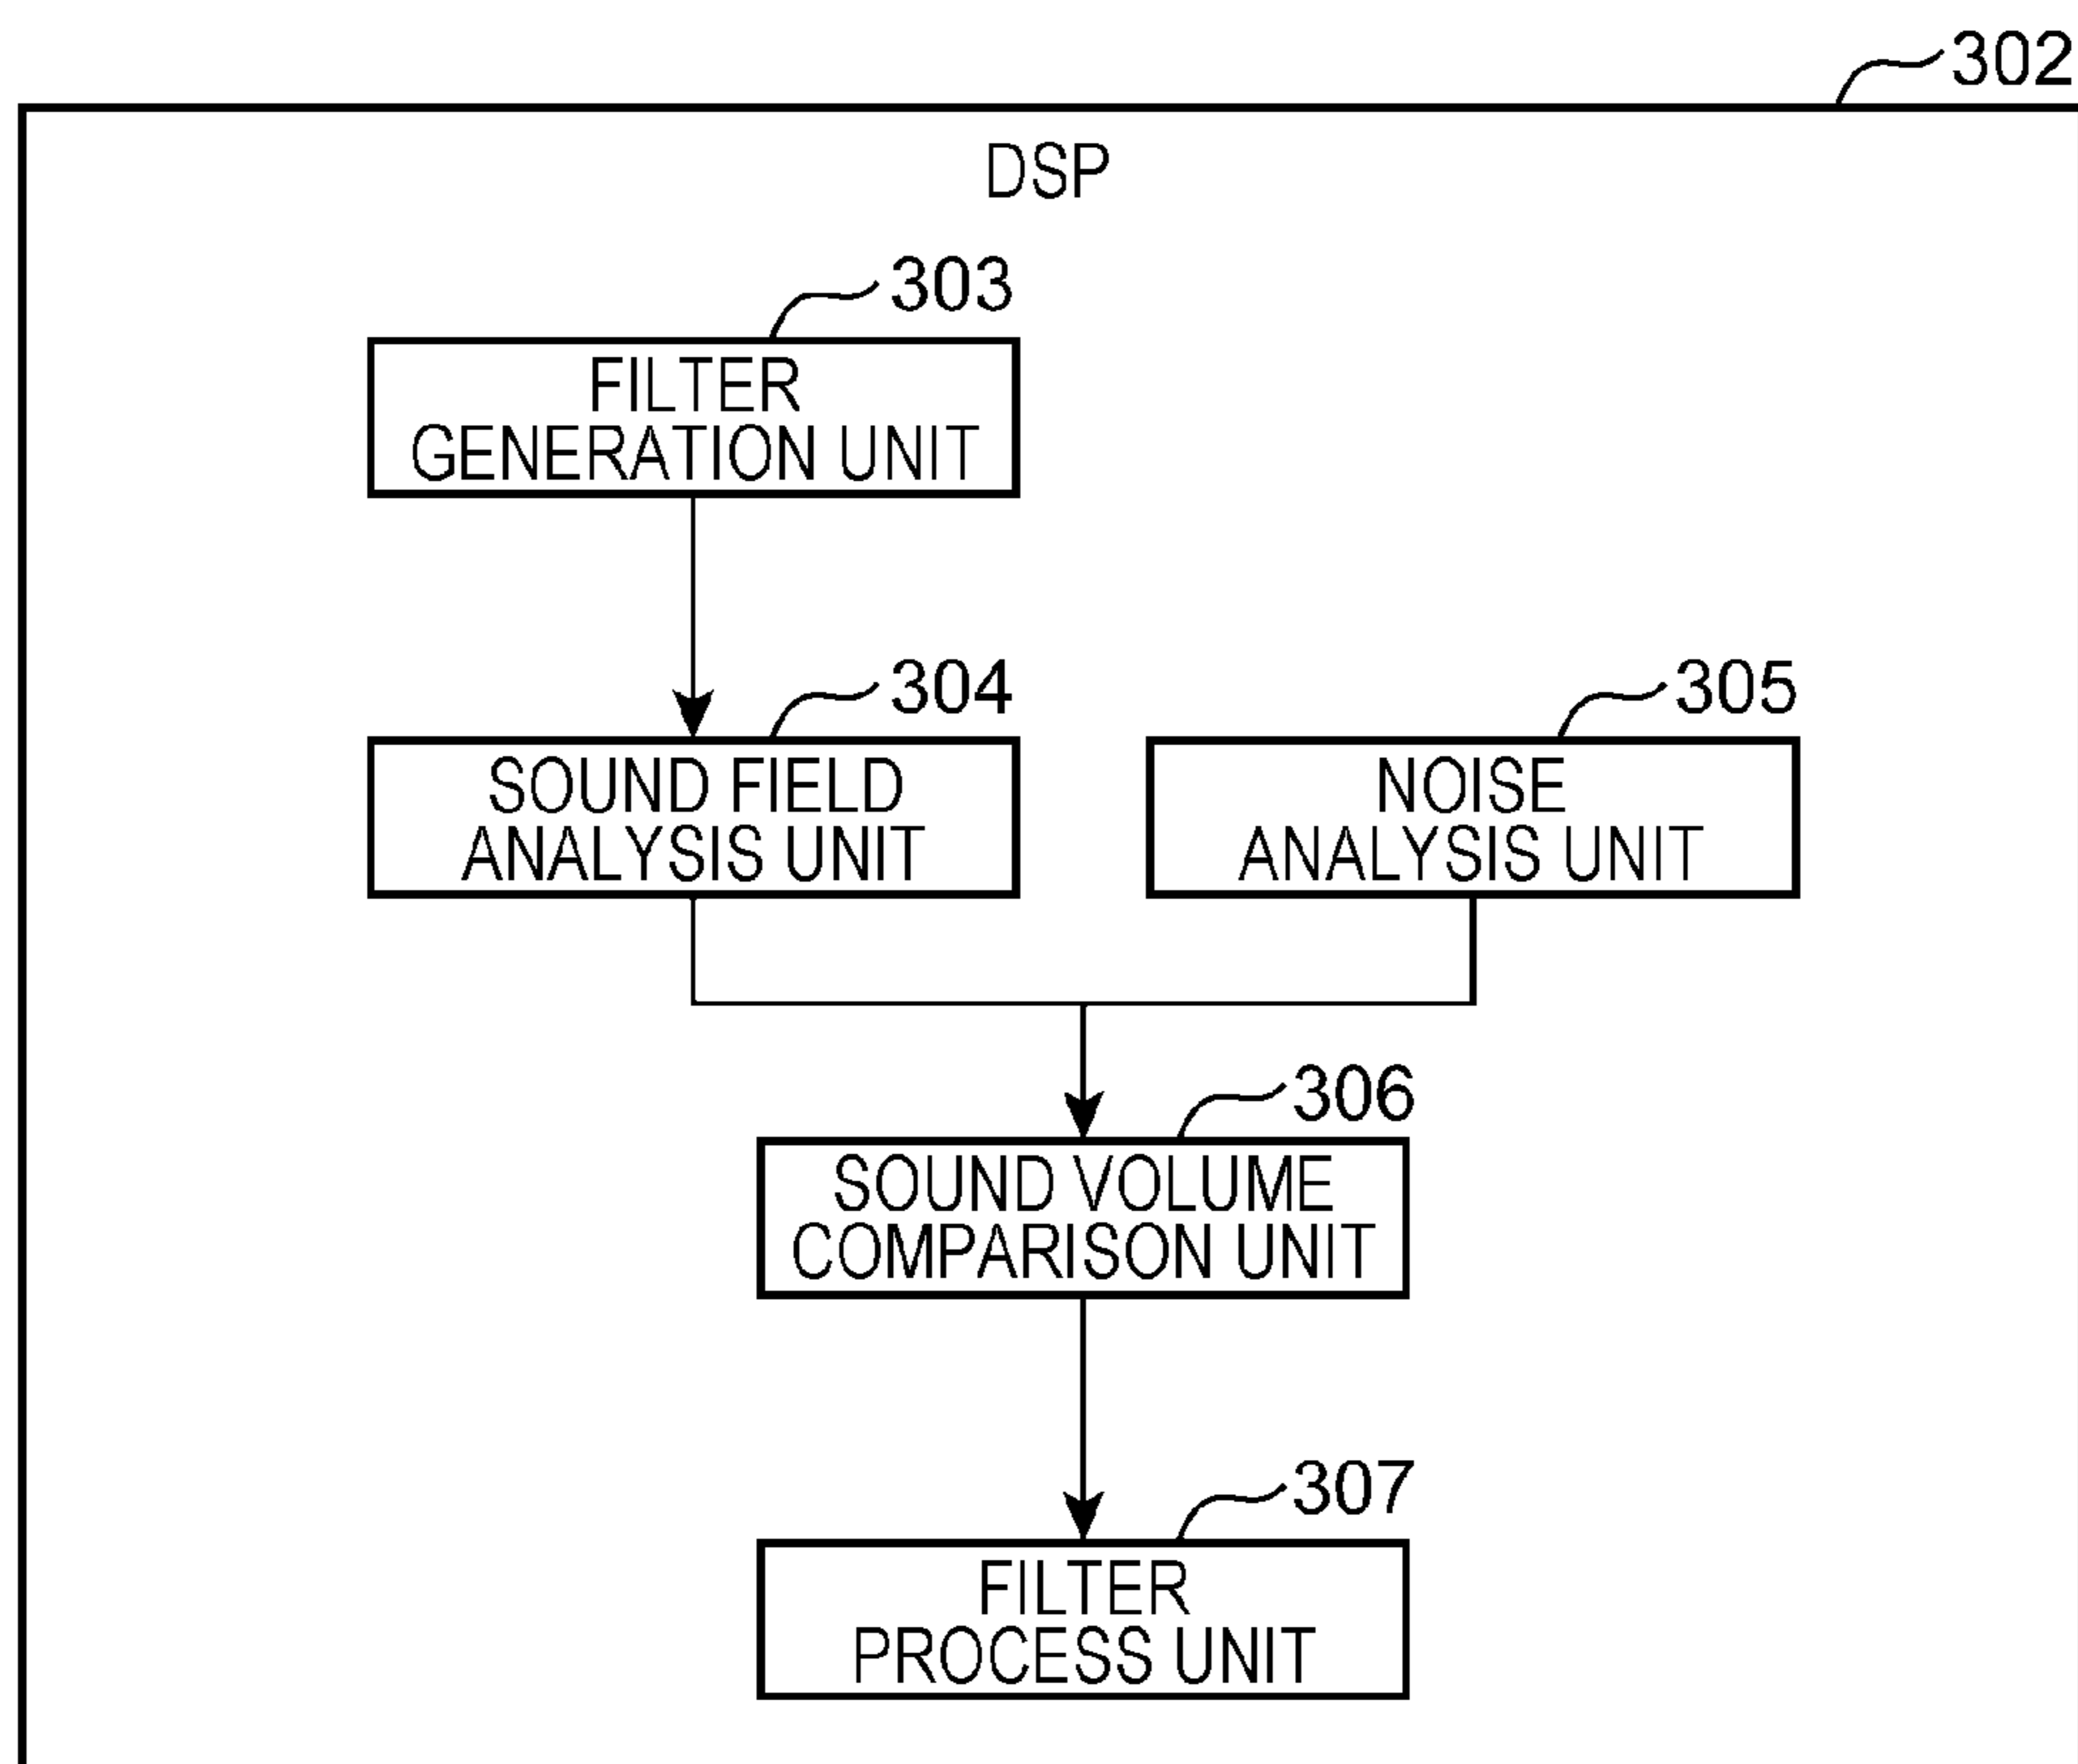 302
DSP
303
FILTER
GENERATION UNIT
304
305
SOUND FIELD
ANALYSIS UNIT
NOISE
ANALYSIS UNIT
306
SOUND VOLUME
COMPARISON UNIT
307
FILTER
PROCESS UNIT